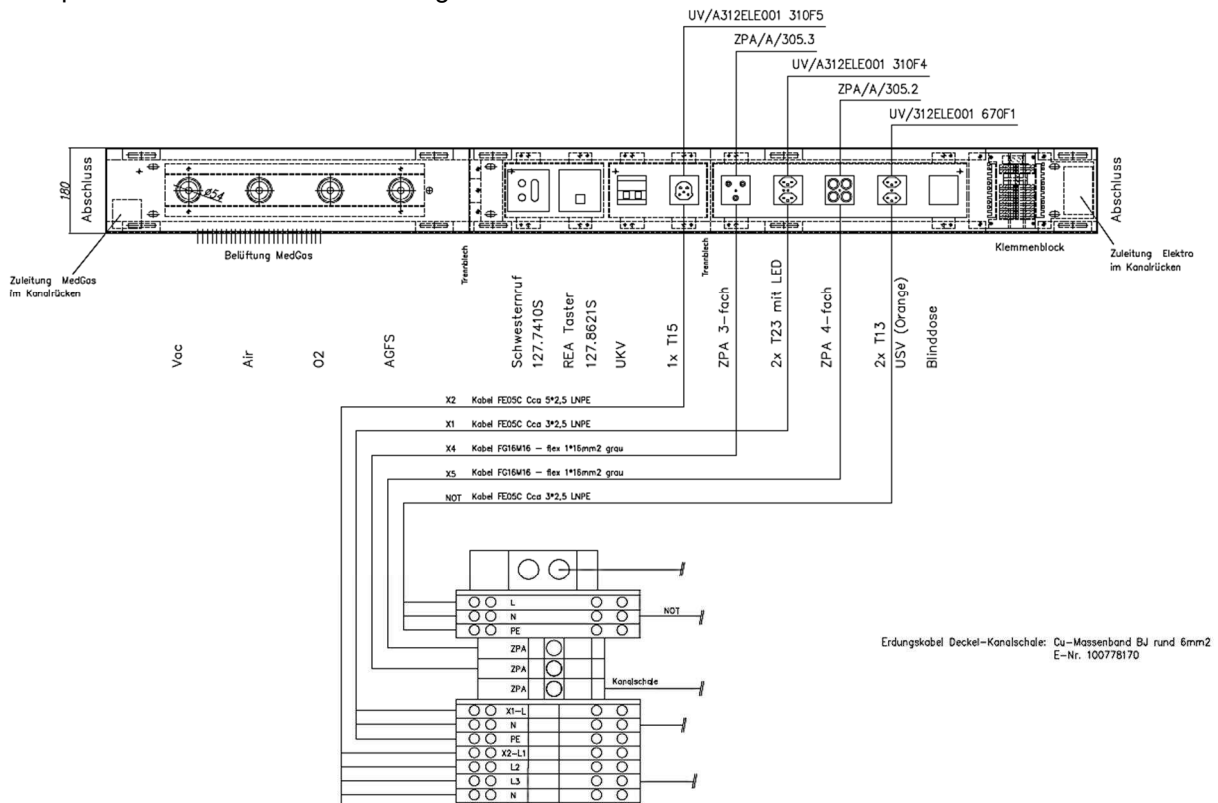 UV/A312ELE001 310F5
ZPA/A/305.3
UV/A312ELE001 310F4
ZPA/A/305.2
UV/312ELE001 670F1
180
Abschluss
ø54
Abschluss
Zuleitung MedGas
im Kanalrücken
Belüftung MedGas
Trennblech
Trennblech
Klemmenblock
Zuleitung Elektro
im Kanalrücken
Vac
Air
O2
AGFS
Schwesternruf
127.7410S
REA Taster
127.8621S
UKV
1x T15
ZPA 3-fach
2x T23 mit LED
ZPA 4-fach
2x T13
USV (Orange)
Blinddose
X2 Kabel FE05C Cca 5*2,5 LNPE
X1 Kabel FE05C Cca 3*2,5 LNPE
X4 Kabel FG16M16 - flex 1*16mm2 grau
X5 Kabel FG16M16 - flex 1*16mm2 grau
NOT Kabel FE05C Cca 3*2,5 LNPE
L
N
NOT
PE
ZPA
ZPA
ZPA
Kanalschale
X1-L
N
PE
X2-L1
L2
L3
N
Erdungskabel Deckel-Kanalschale: Cu-Massenband BJ rund 6mm2
E-Nr. 100778170